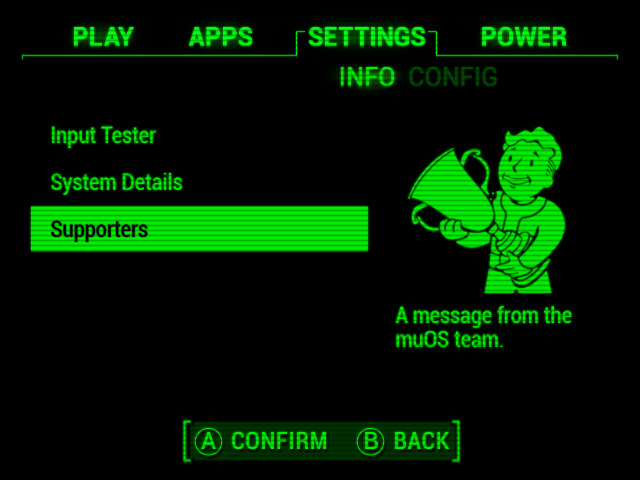 PLAY APPS SETTINGS POWER
INFO CONFIG
Input Tester
System Details
Supporters
A message from the
muOS team.
A CONFIRM B BACK